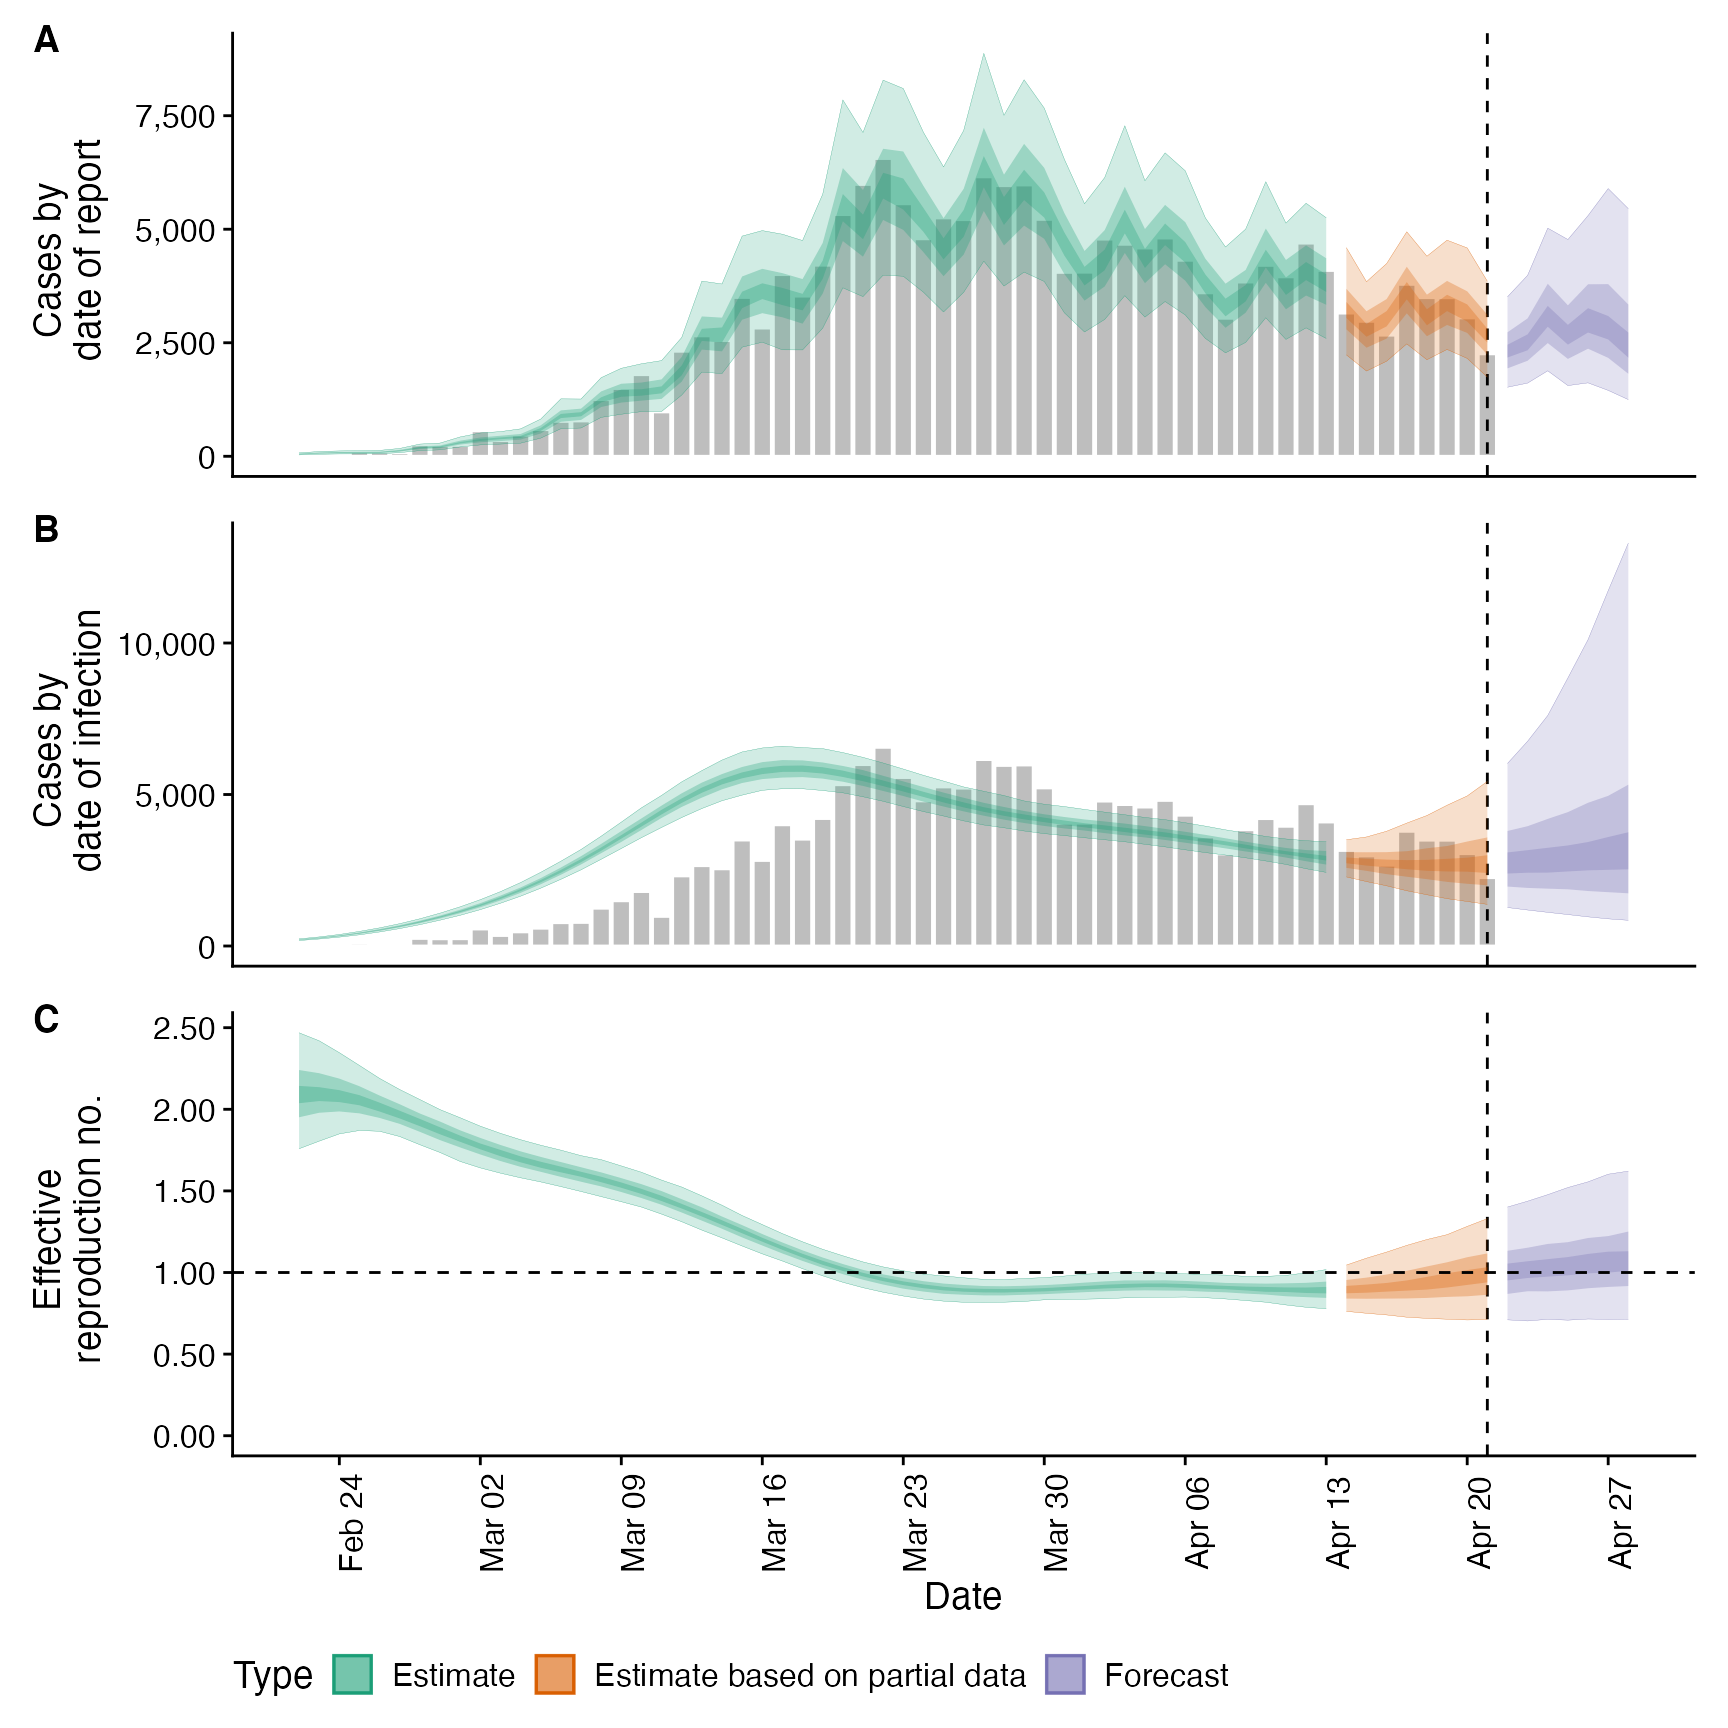 A
Cases by
date of report
7,500
5,000
2,500
0
B
Cases by
date of infection
10,000
5,000
0
C
Effective
reproduction no.
2.50
2.00
1.50
1.00
0.50
0.00
Feb 24
Mar 02
Mar 09
Mar 16
Mar 23
Mar 30
Apr 06
Apr 13
Apr 20
Apr 27
Date
Type Estimate Estimate based on partial data Forecast